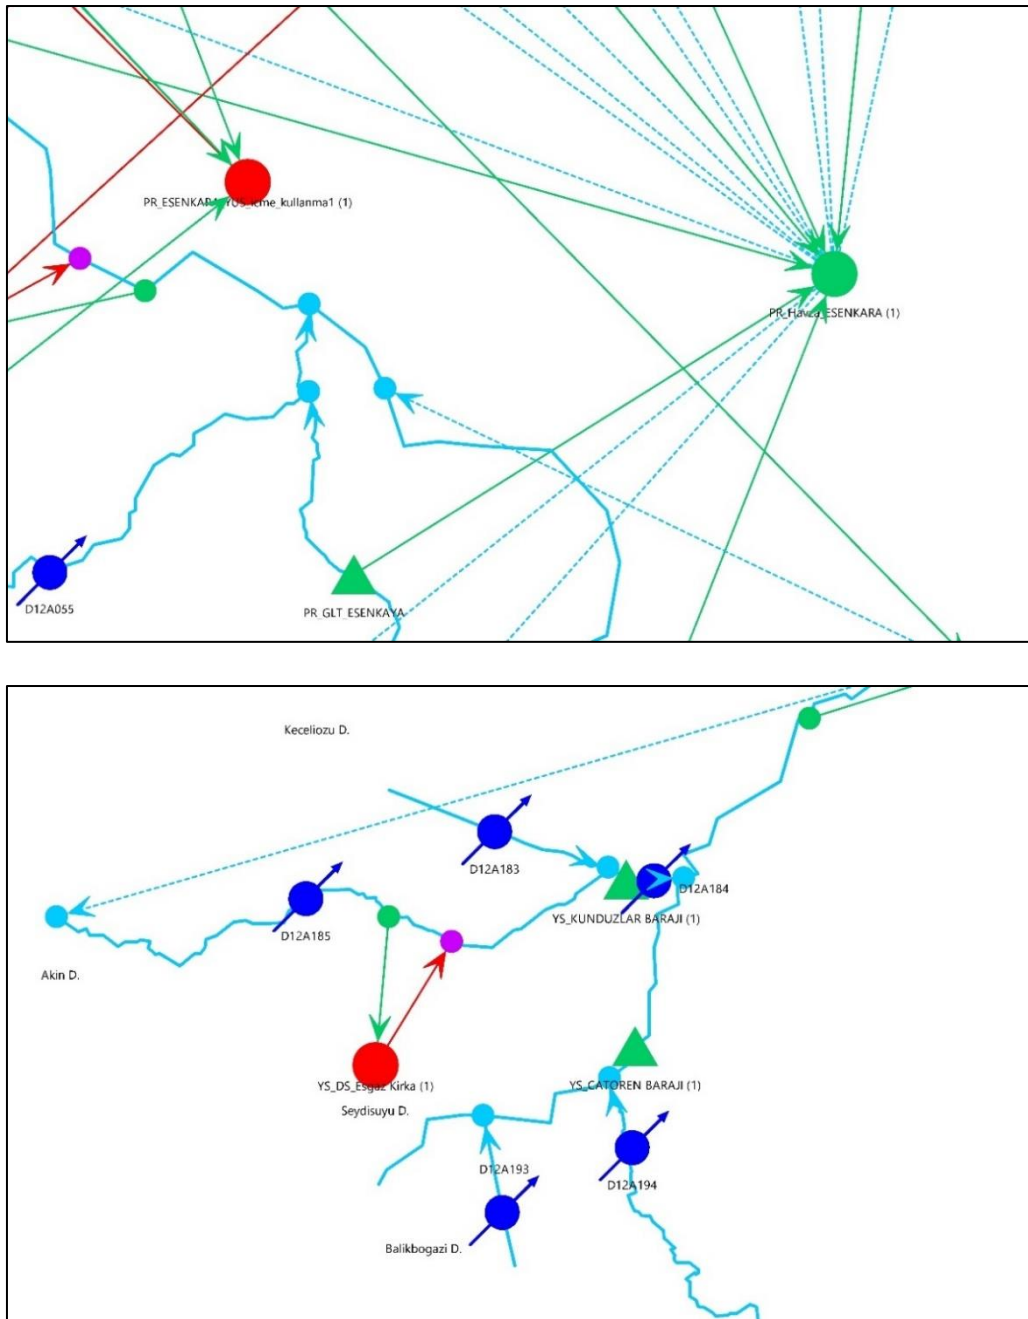 PR_ESENKARA_YUS_icme_kullanma1 (1)
PR_Havza_ESENKARA (1)
D12A055
PR_GLT_ESENKAYA
Keceliozu D.
D12A183
D12A184
YS_KUNDUZLAR BARAJI (1)
D12A185
Akin D.
YS_DS_Esgaz Kirka (1)
YS_CATOREN BARAJI (1)
Seydisuyu D.
D12A193
D12A194
Balikbogazi D.